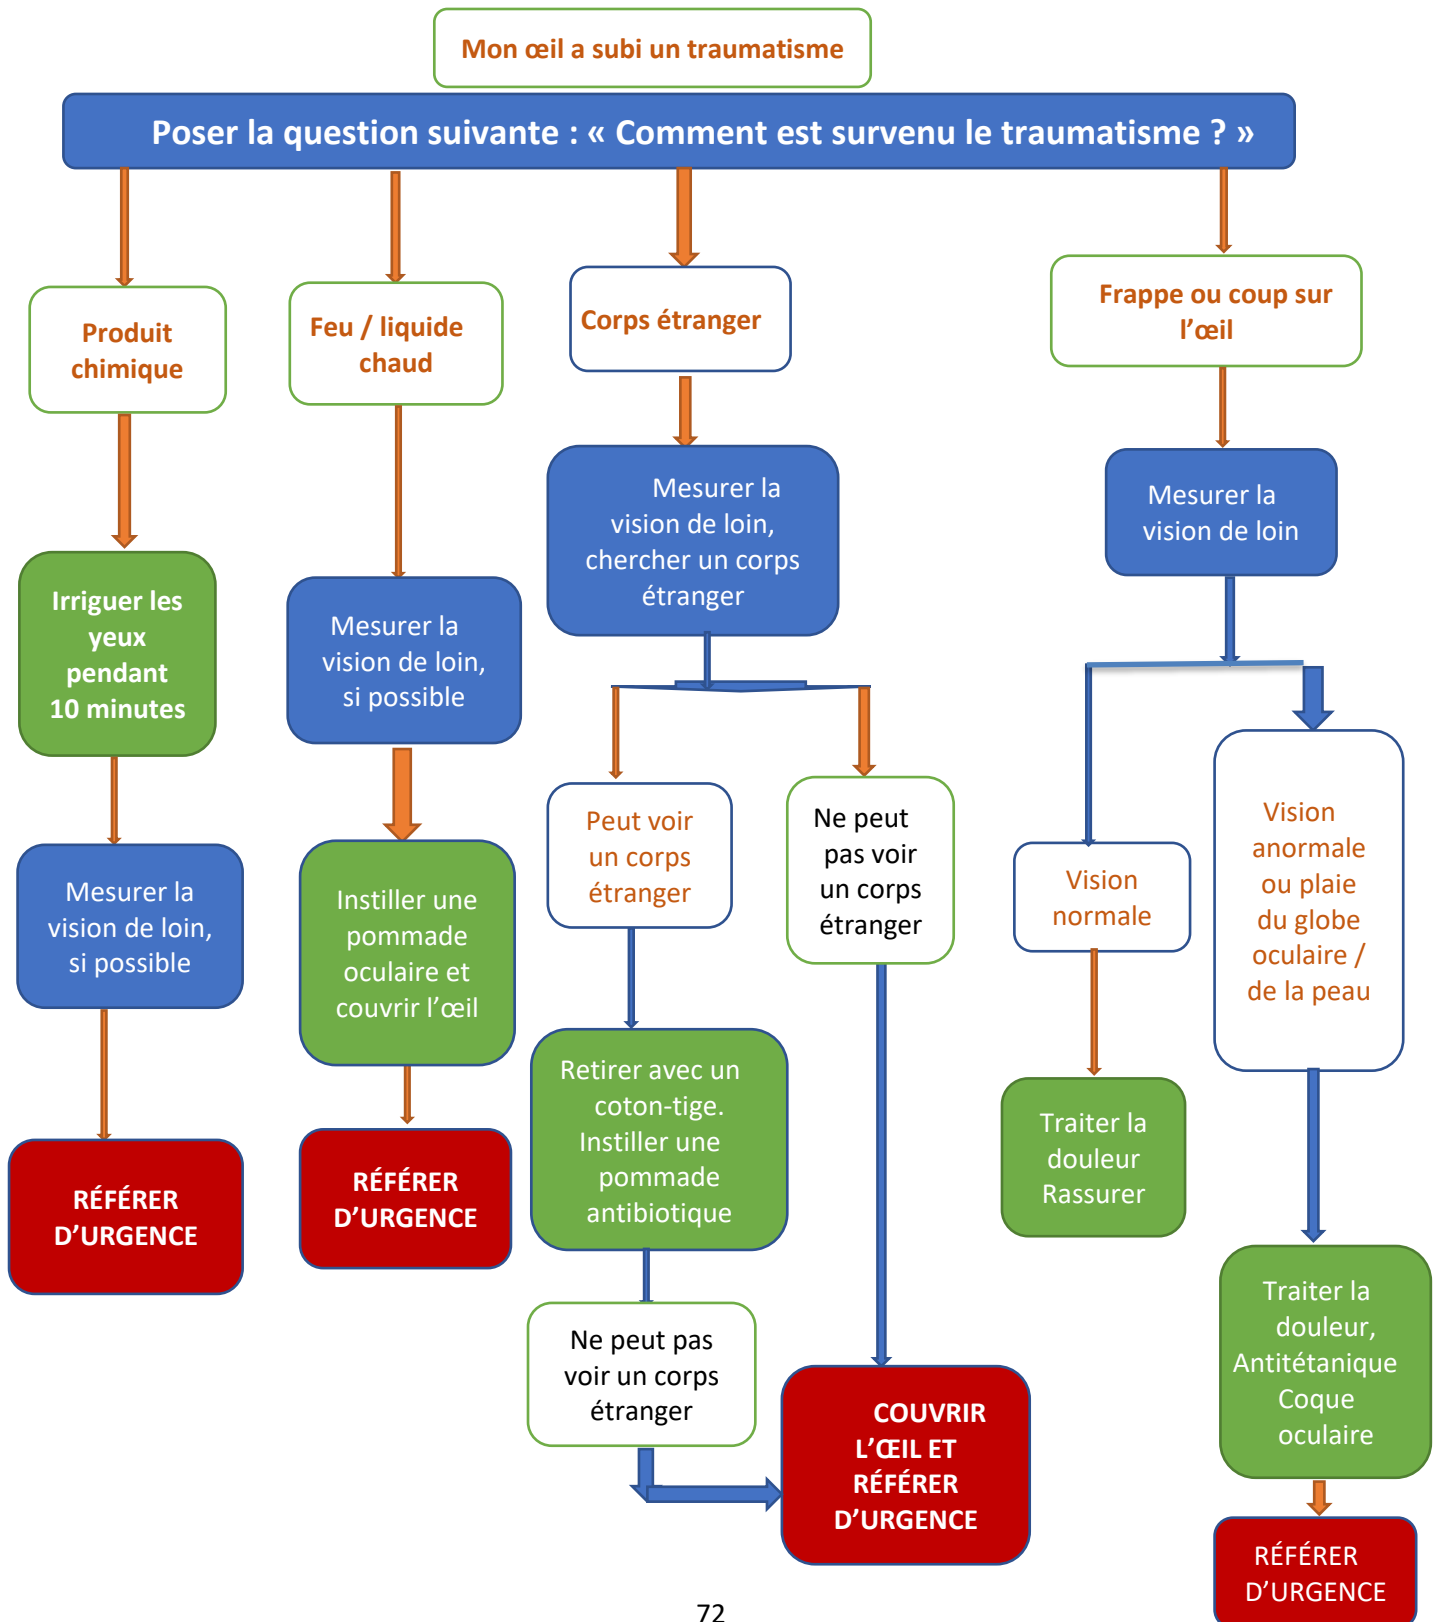 Mon œil a subi un traumatisme
Poser la question suivante : « Comment est survenu le traumatisme ? »
Produit
chimique
Irriguer les
yeux
pendant
10 minutes
Mesurer la
vision de loin,
si possible
RÉFÉRER
D’URGENCE
Feu / liquide
chaud
Mesurer la
vision de loin,
si possible
Instiller une
pommade
oculaire et
couvrir l’œil
RÉFÉRER
D’URGENCE
Corps étranger
Mesurer la
vision de loin,
chercher un corps
étranger
Peut voir
un corps
étranger
Retirer avec un
coton-tige.
Instiller une
pommade
antibiotique
Ne peut pas
voir un corps
étranger
Ne peut
pas voir
un corps
étranger
COUVRIR
L’ŒIL ET
RÉFÉRER
D’URGENCE
Frappe ou coup sur
l’œil
Mesurer la
vision de loin
Vision
normale
Traiter la
douleur
Rassurer
Vision
anormale
ou plaie
du globe
oculaire /
de la peau
Traiter la
douleur,
Antitétanique
Coque
oculaire
RÉFÉRER
D’URGENCE
72